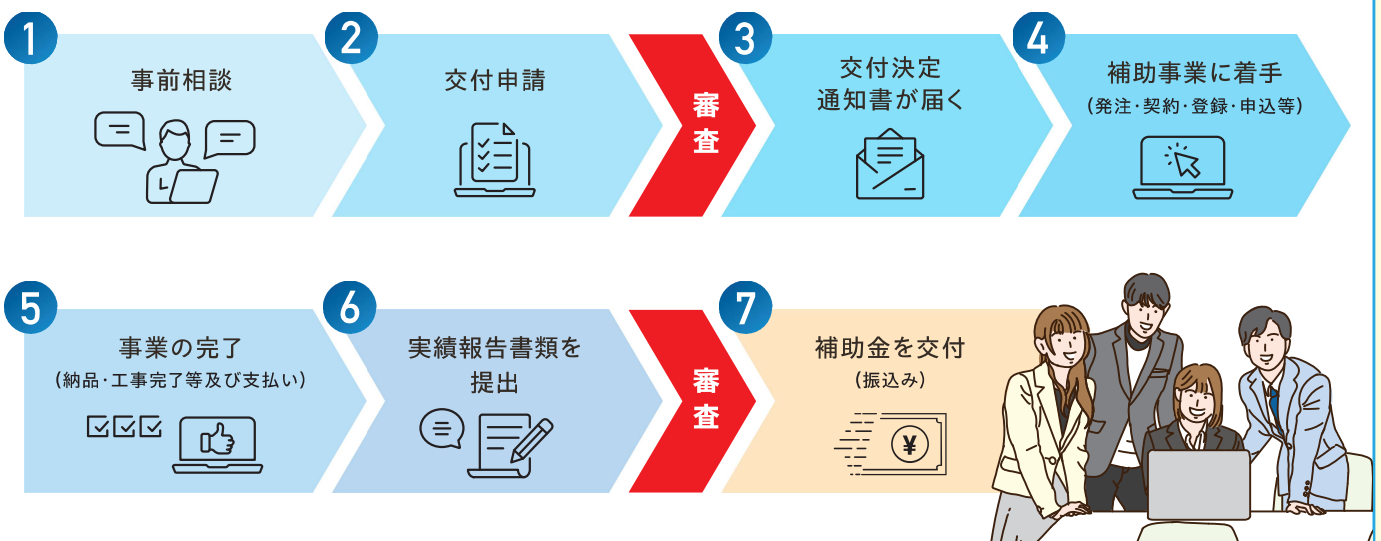 1
事前相談
2
交付申請
審査
3
交付決定
通知書が届く
4
補助事業に着手
(発注・契約・登録・申込等)
5
事業の完了
(納品・工事完了等及び支払い)
6
実績報告書類を
提出
審査
7
補助金を交付
(振込み)
¥